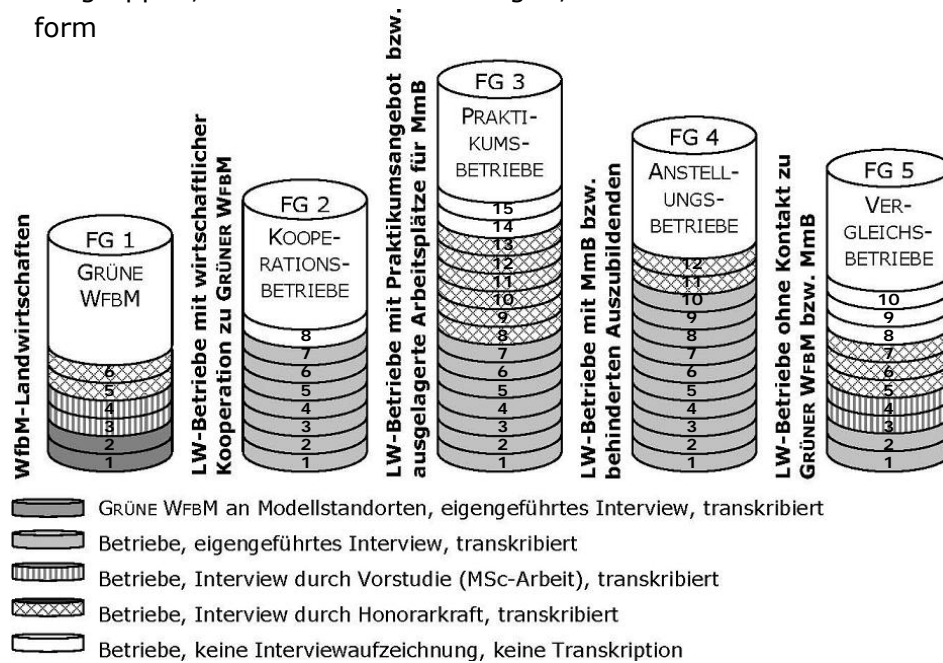 form
WfbM-Landwirtschaften
FG 1
GRÜNE
WFBM
6
5
4
3
2
1
LW-Betriebe mit wirtschaftlicher
Kooperation zu GRÜNER WFBM
FG 2
KOOPE-
RATIONS-
BETRIEBE
8
7
6
5
4
3
2
1
LW-Betriebe mit Praktikumsangebot bzw.
ausgelagerte Arbeitsplätze für MmB
FG 3
PRAKTI-
KUMS-
BETRIEBE
15
14
13
12
11
10
9
8
7
6
5
4
3
2
1
LW-Betriebe mit MmB bzw.
behinderten Auszubildenden
FG 4
ANSTEL-
LUNGS-
BETRIEBE
12
11
10
9
8
7
6
5
4
3
2
1
LW-Betriebe ohne Kontakt zu
GRÜNER WFBM bzw. MmB
FG 5
VER-
GLEICHS-
BETRIEBE
10
9
8
7
6
5
4
3
2
1
GRÜNE WFBM an Modellstandorten, eigengeführtes Interview, transkribiert
Betriebe, eigengeführtes Interview, transkribiert
Betriebe, Interview durch Vorstudie (MSc-Arbeit), transkribiert
Betriebe, Interview durch Honorarkraft, transkribiert
Betriebe, keine Interviewaufzeichnung, keine Transkription